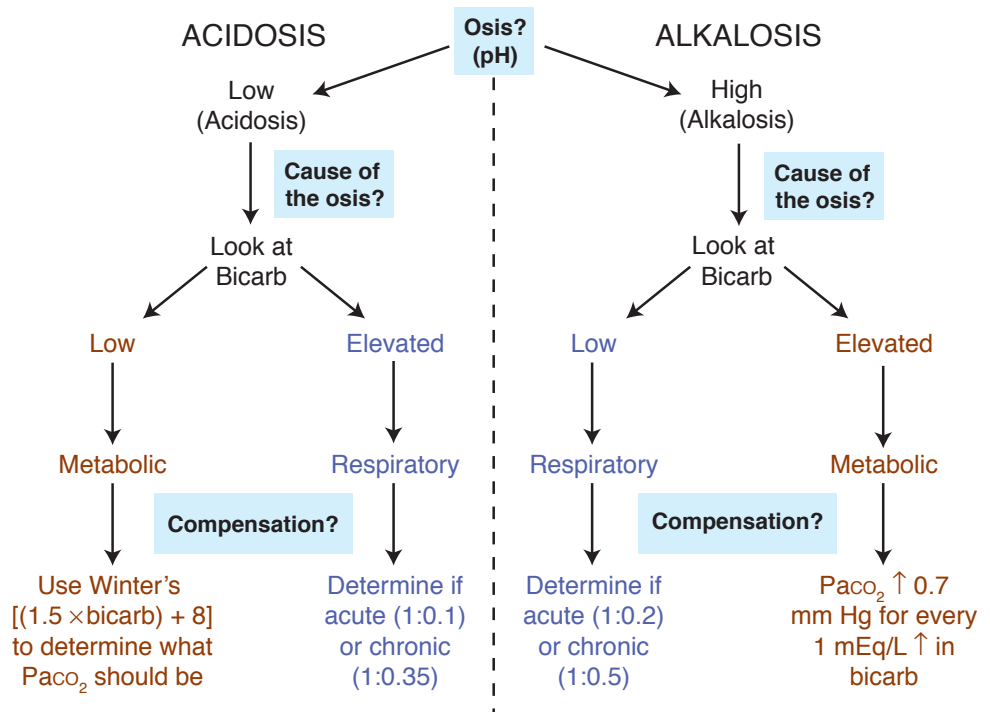 ACIDOSIS
Osis?
(pH)
ALKALOSIS
Low
(Acidosis)
Cause of
the osis?
Look at
Bicarb
Low
Elevated
Metabolic
Respiratory
Compensation?
Use Winter's
[(1.5 ×bicarb) + 8]
to determine what
PaCO₂ should be
Determine if
acute (1:0.1)
or chronic
(1:0.35)
High
(Alkalosis)
Cause of
the osis?
Look at
Bicarb
Low
Elevated
Respiratory
Metabolic
Compensation?
Determine if
acute (1:0.2)
or chronic
(1:0.5)
PaCO₂ ↑ 0.7
mm Hg for every
1 mEq/L ↑ in
bicarb